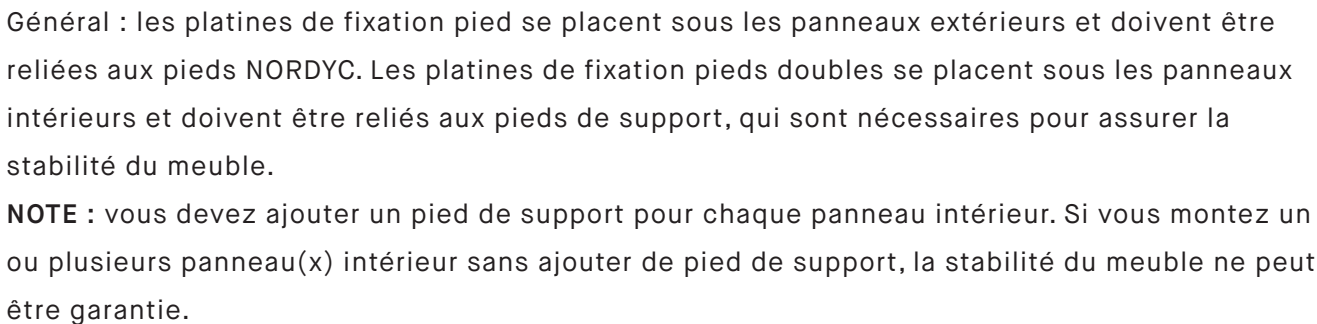 Général : les platines de fixation pied se placent sous les panneaux extérieurs et doivent être
reliées aux pieds NORDYC. Les platines de fixation pieds doubles se placent sous les panneaux
intérieurs et doivent être reliés aux pieds de support, qui sont nécessaires pour assurer la
stabilité du meuble.
NOTE : vous devez ajouter un pied de support pour chaque panneau intérieur. Si vous montez un
ou plusieurs panneau(x) intérieur sans ajouter de pied de support, la stabilité du meuble ne peut
être garantie.